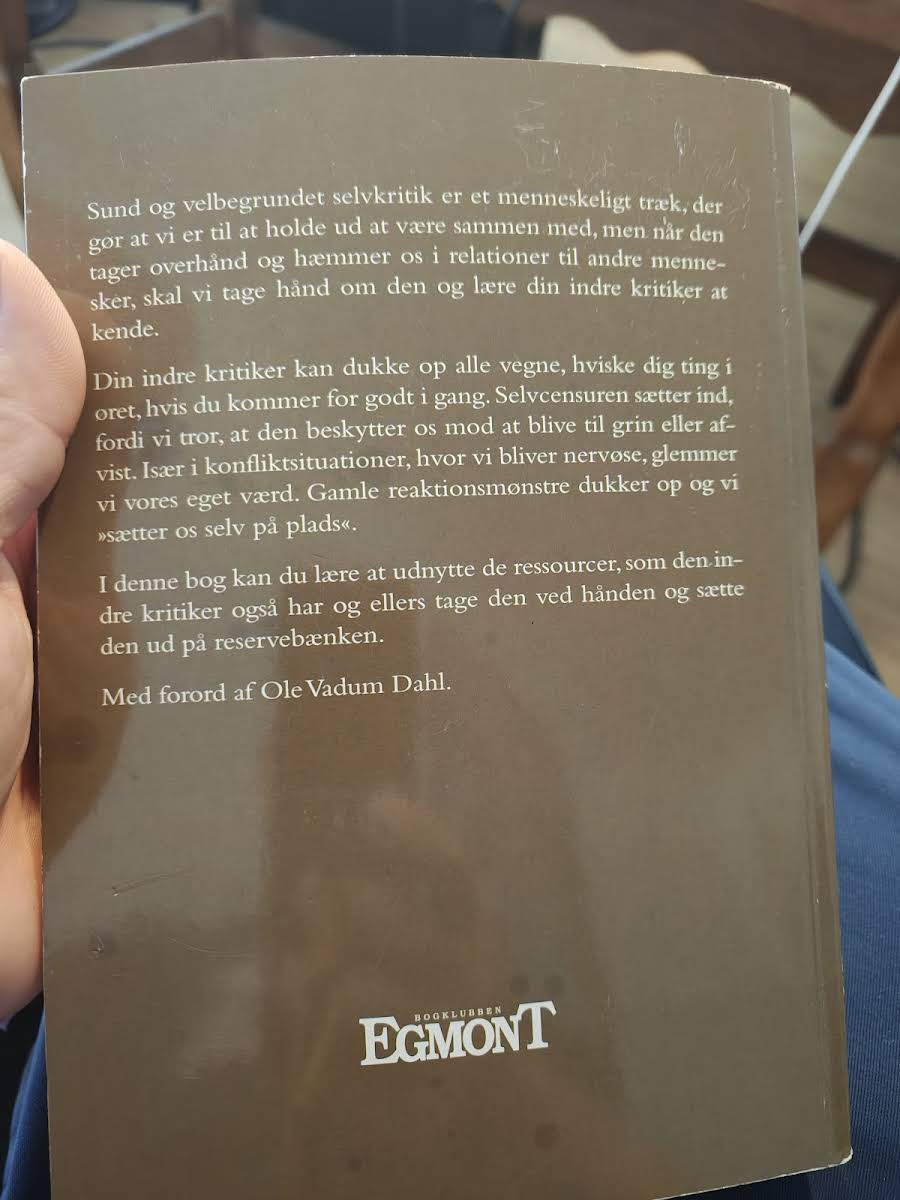 Sund og velbegrundet selvkritik er et menneskeligt træk, der
gør at vi er til at holde ud at være sammen med, men når den
tager overhånd og hæmmer os i relationer til andre menne-
sker, skal vi tage hånd om den og lære din indre kritiker at
kende.
Din indre kritiker kan dukke op alle vegne, hviske dig ting i
øret, hvis du kommer for godt i gang. Selvcensuren sætter ind,
fordi vi tror, at den beskytter os mod at blive til grin eller af-
vist. Især i konfliktsituationer, hvor vi bliver nervøse, glemmer
vi vores eget værd. Gamle reaktionsmønstre dukker op og vi
»sætter os selv på plads«.
I denne bog kan du lære at udnytte de ressourcer, som den in-
dre kritiker også har og ellers tage den ved hånden og sætte
den ud på reservebænken.
Med forord af Ole Vadum Dahl.
BOGKLUBBEN
EGMONT